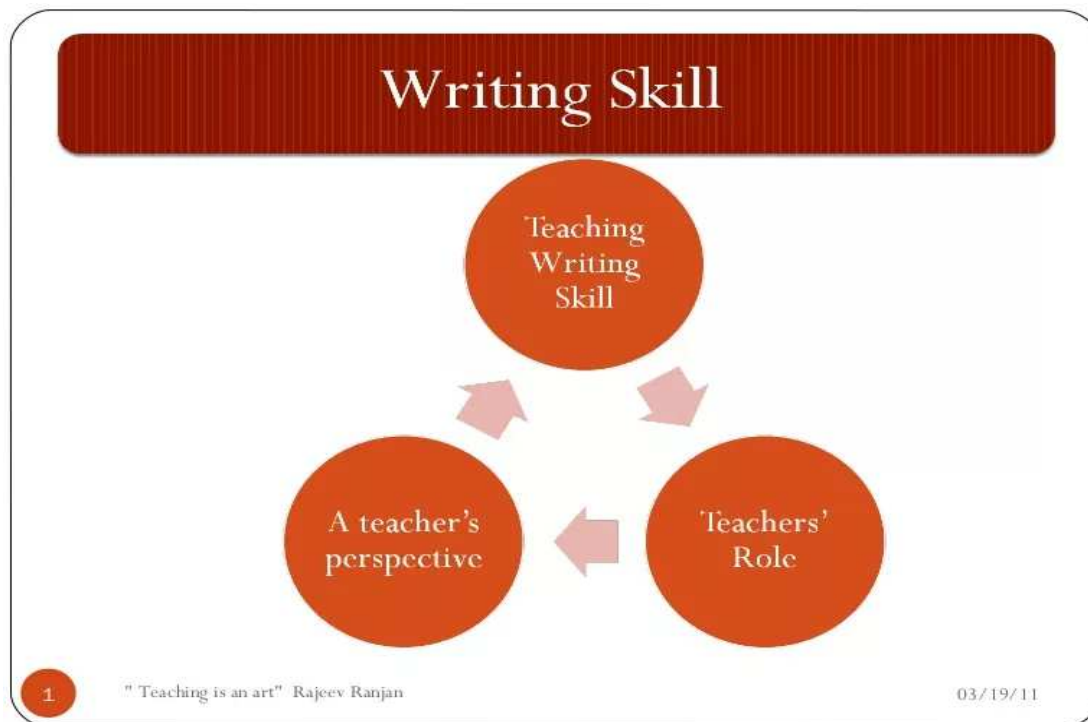 Writing Skill
Teaching
Writing
Skill
Teachers’
Role
A teacher’s
perspective
1
" Teaching is an art"  Rajeev Ranjan
03/19/11